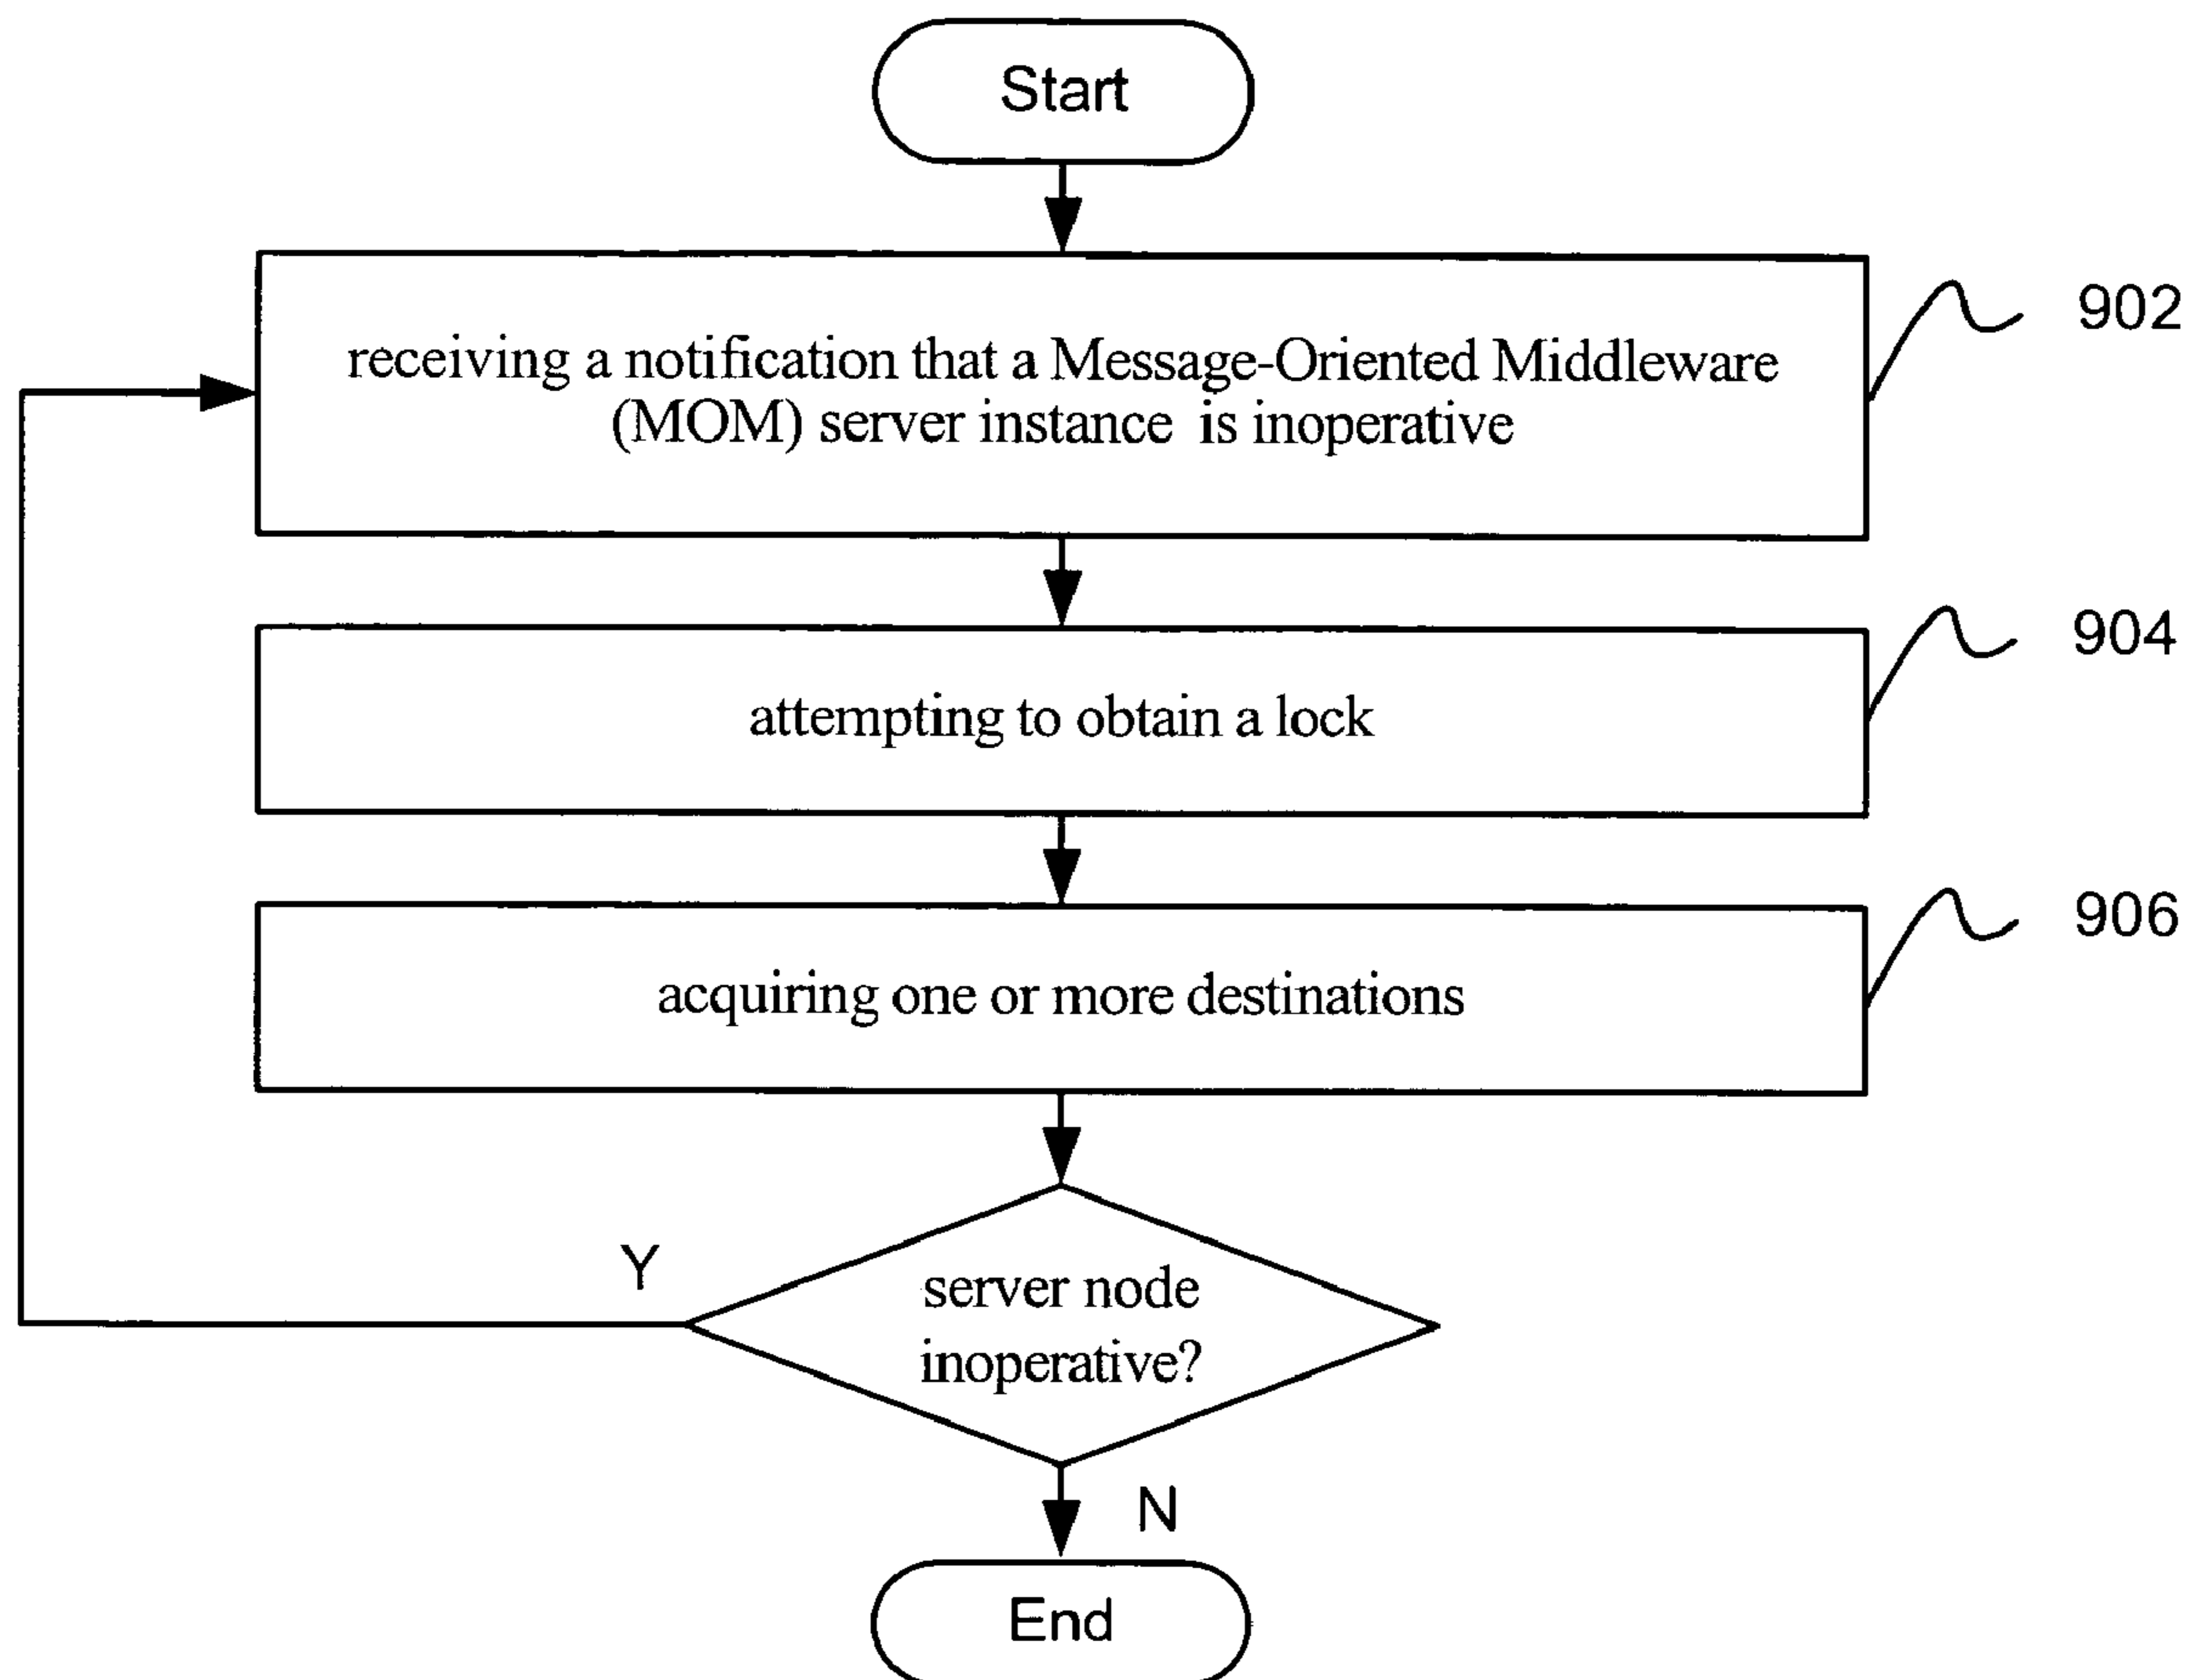 Start
receiving a notification that a Message-Oriented Middleware
(MOM) server instance is inoperative
902
attempting to obtain a lock
904
acquiring one or more destinations
906
Y
server node
inoperative?
N
End